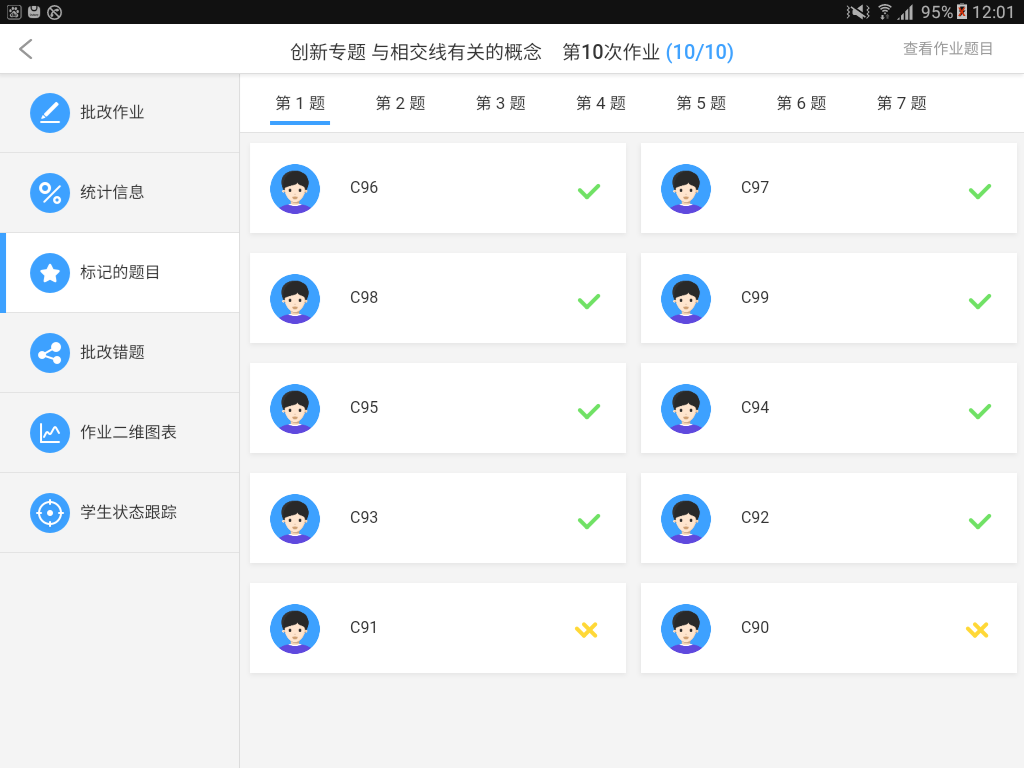 95% 12:01
创新专题 与相交线有关的概念 第10次作业 (10/10)
查看作业题目
批改作业
统计信息
标记的题目
批改错题
作业二维图表
学生状态跟踪
第 1 题 第 2 题 第 3 题 第 4 题 第 5 题 第 6 题 第 7 题
C96 C97
C98 C99
C95 C94
C93 C92
C91 C90